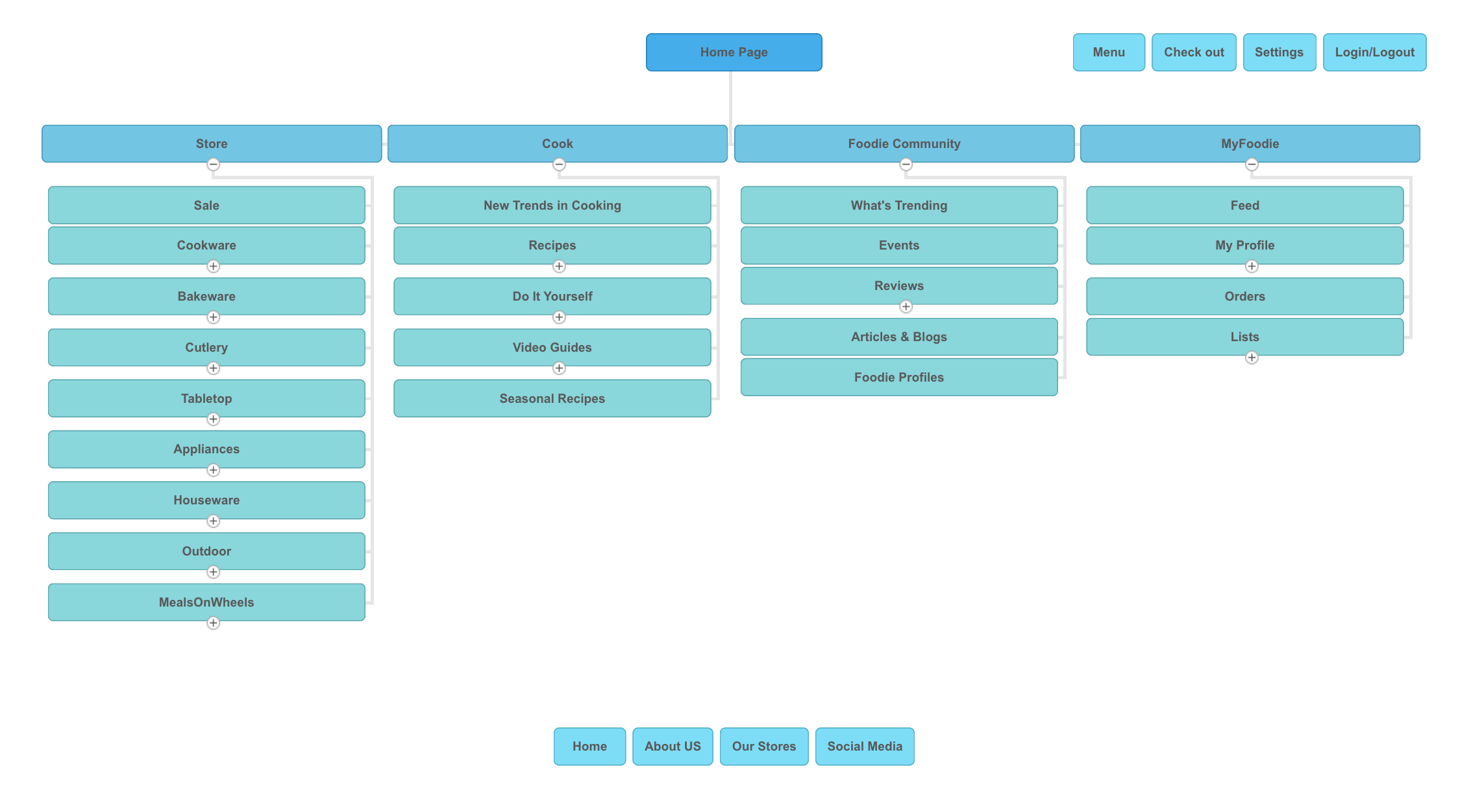 Home Page
Menu
Check out
Settings
Login/Logout
Store
Sale
Cookware
Bakeware
Cutlery
Tabletop
Appliances
Houseware
Outdoor
MealsOnWheels
Cook
New Trends in Cooking
Recipes
Do It Yourself
Video Guides
Seasonal Recipes
Foodie Community
What's Trending
Events
Reviews
Articles & Blogs
Foodie Profiles
MyFoodie
Feed
My Profile
Orders
Lists
Home
About US
Our Stores
Social Media